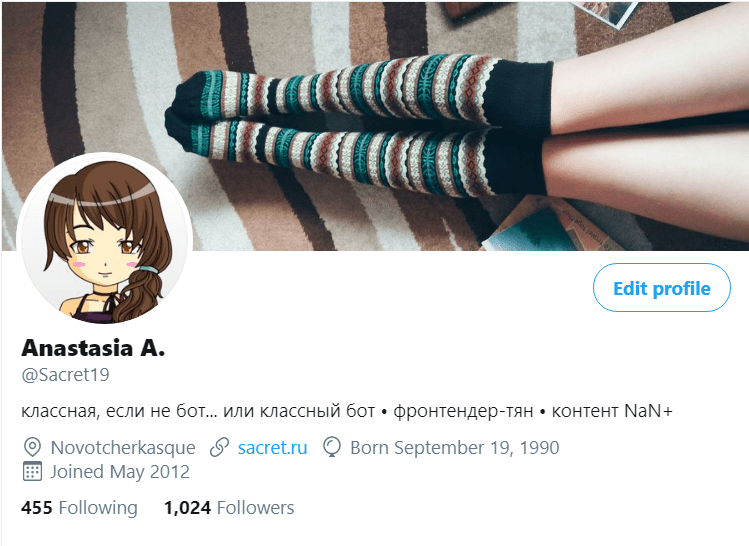 Edit profile
Anastasia A.
@Sacret19
классная, если не бот... или классный бот • фронтендер-тян • контент NaN+
Novotcherkasque sacret.ru Born September 19, 1990
Joined May 2012
455 Following 1,024 Followers